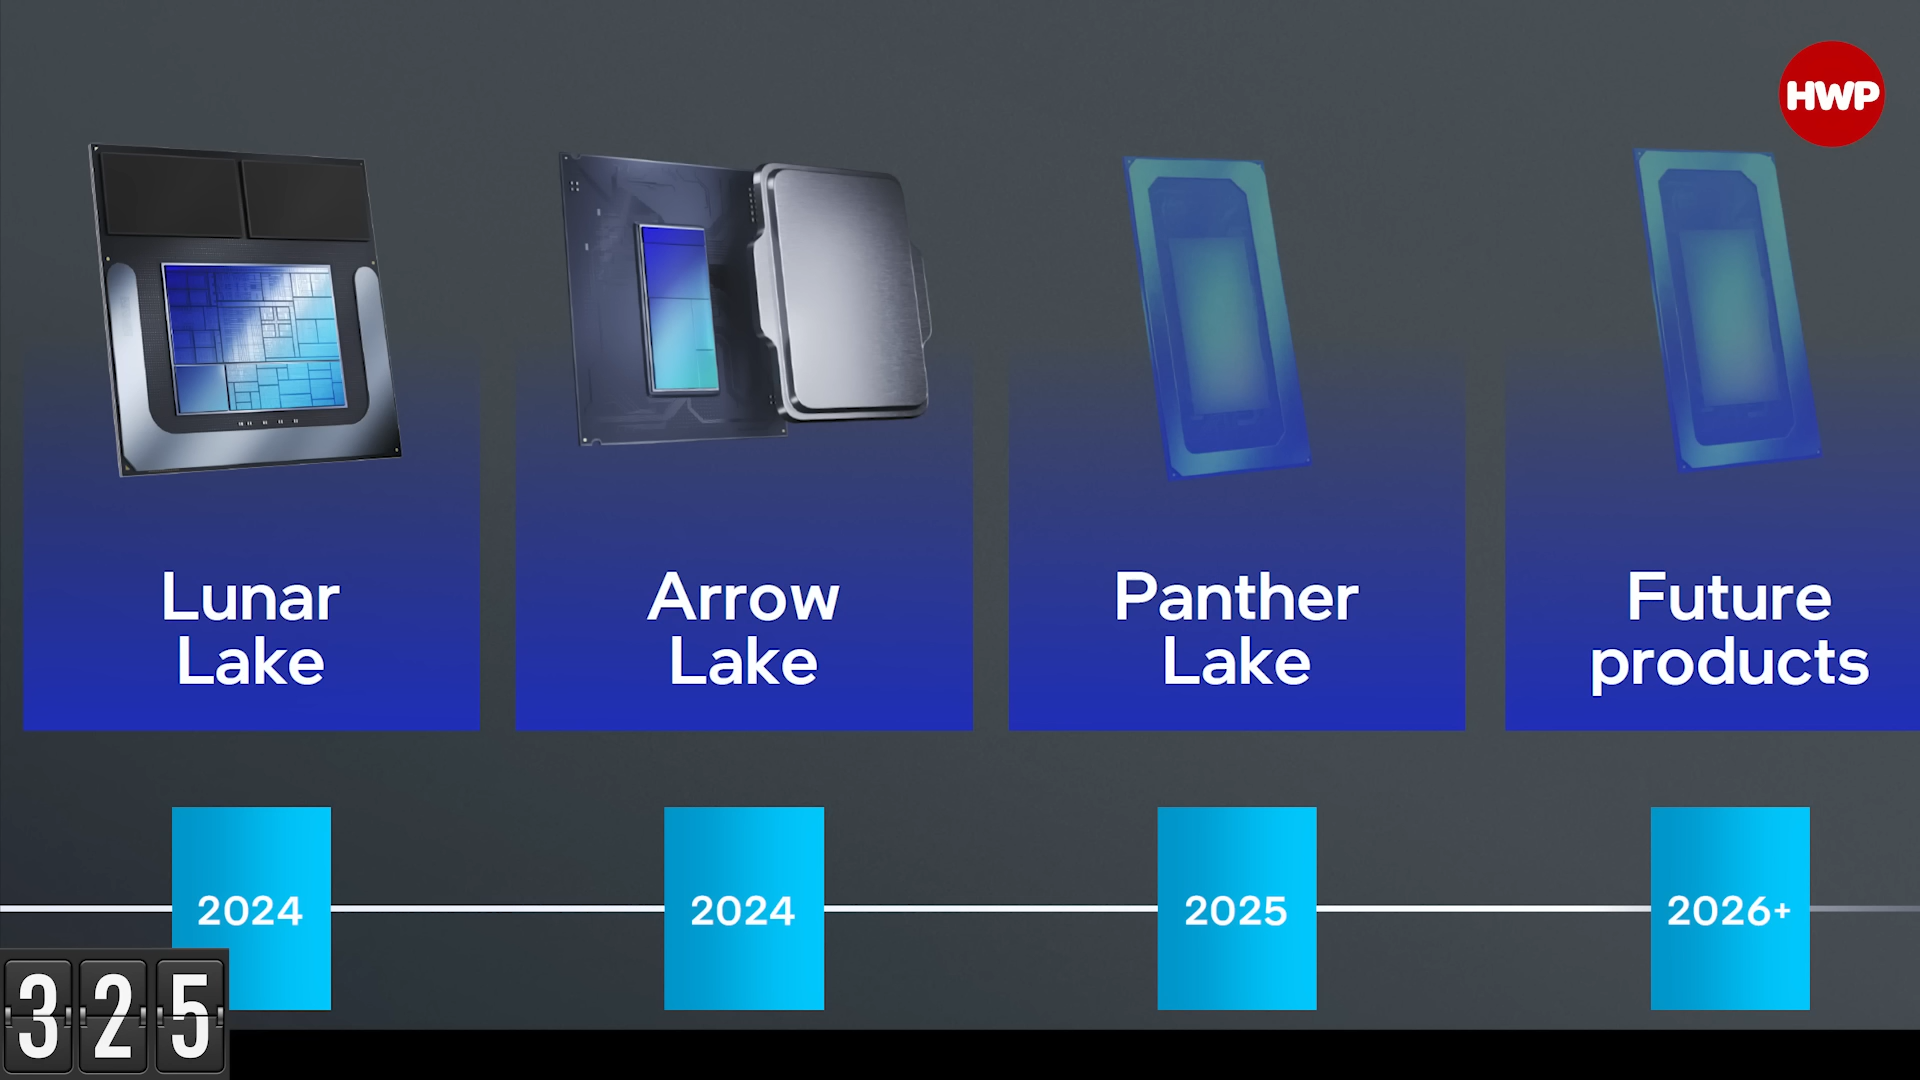 HWP
Lunar
Lake
Arrow
Lake
Panther
Lake
Future
products
2024
2024
2025
2026+
325